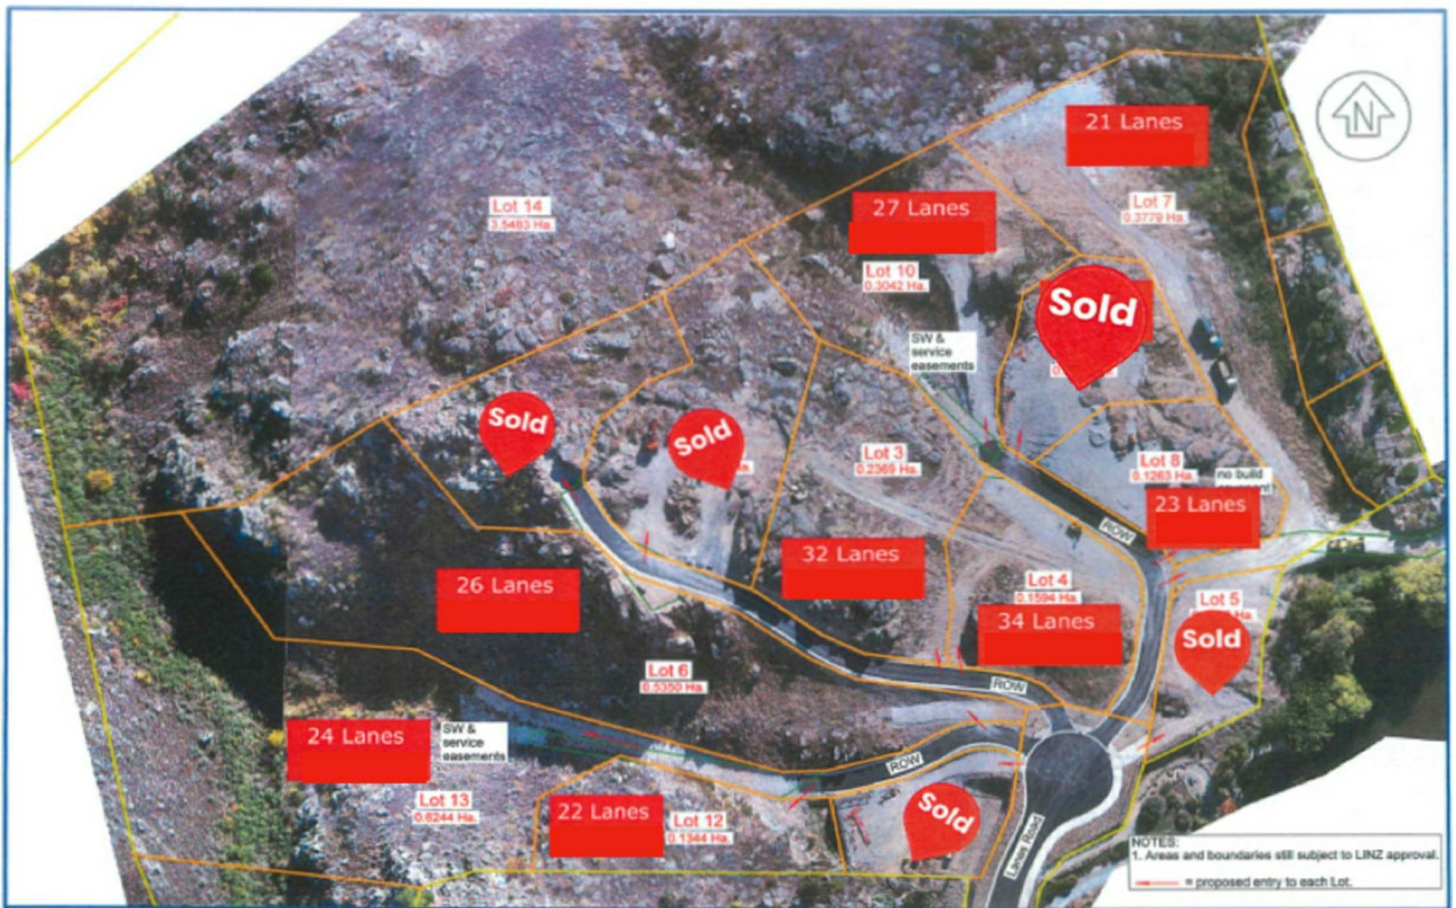 N
21 Lanes
Lot 7
0.3779 Ha.
Lot 14
3.5483 Ha.
27 Lanes
Lot 10
0.3042 Ha.
Sold
SW &
service
easements
Sold
Sold
Lot 3
0.2369 Ha.
Lot 8
0.1263 Ha.
no build
23 Lanes
ROW
32 Lanes
26 Lanes
Lot 4
0.1594 Ha.
34 Lanes
Lot 5
Ha.
Sold
Lot 6
0.5350 Ha.
ROW
24 Lanes
SW &
service
easements
ROW
Lot 13
0.6244 Ha.
22 Lanes
Lot 12
0.1344 Ha.
Sold
Lanes Road
NOTES:
1. Areas and boundaries still subject to LINZ approval.
= proposed entry to each Lot.